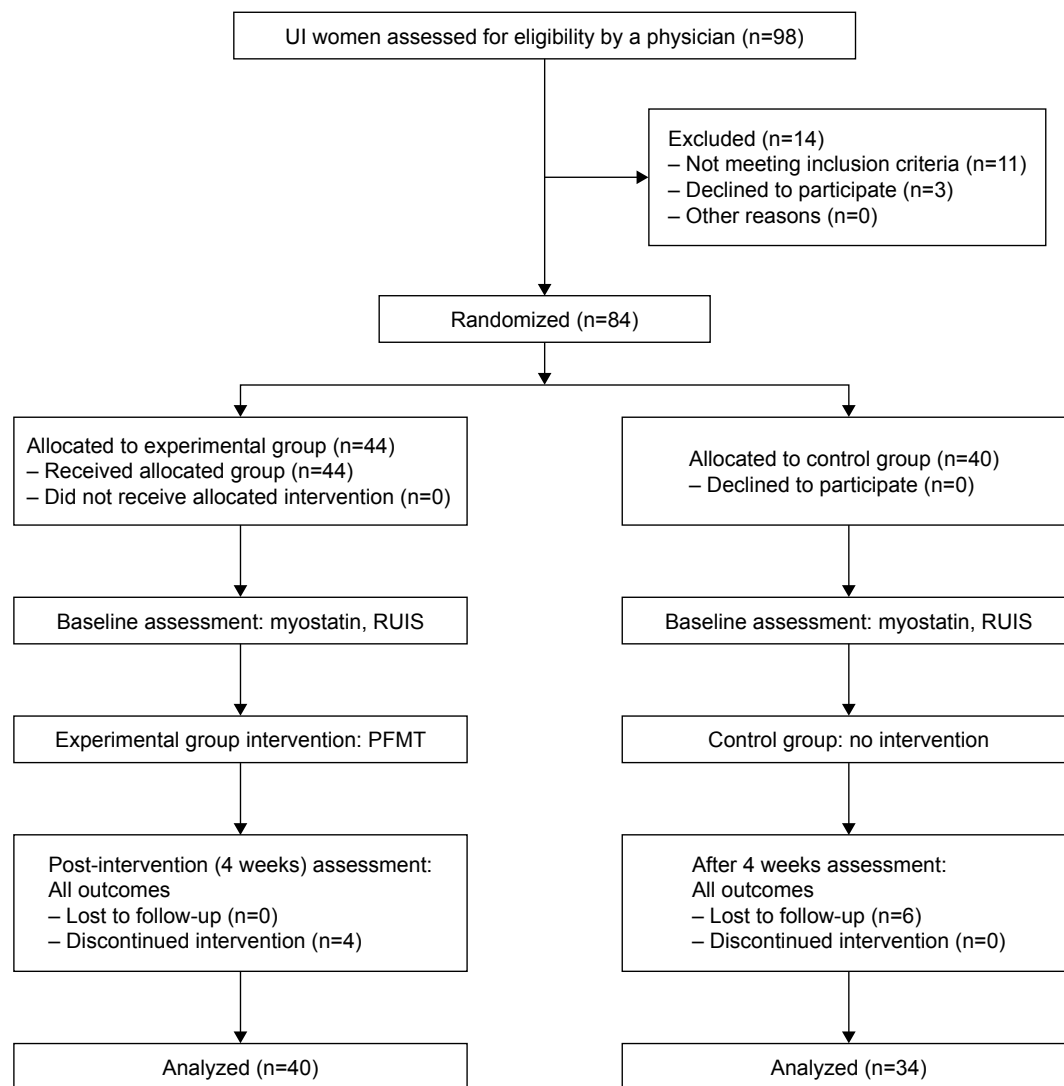 UI women assessed for eligibility by a physician (n=98)
Excluded (n=14)
– Not meeting inclusion criteria (n=11)
– Declined to participate (n=3)
– Other reasons (n=0)
Randomized (n=84)
Allocated to experimental group (n=44)
– Received allocated group (n=44)
– Did not receive allocated intervention (n=0)
Allocated to control group (n=40)
– Declined to participate (n=0)
Baseline assessment: myostatin, RUIS
Baseline assessment: myostatin, RUIS
Experimental group intervention: PFMT
Control group: no intervention
Post-intervention (4 weeks) assessment:
All outcomes
– Lost to follow-up (n=0)
– Discontinued intervention (n=4)
After 4 weeks assessment:
All outcomes
– Lost to follow-up (n=6)
– Discontinued intervention (n=0)
Analyzed (n=40)
Analyzed (n=34)